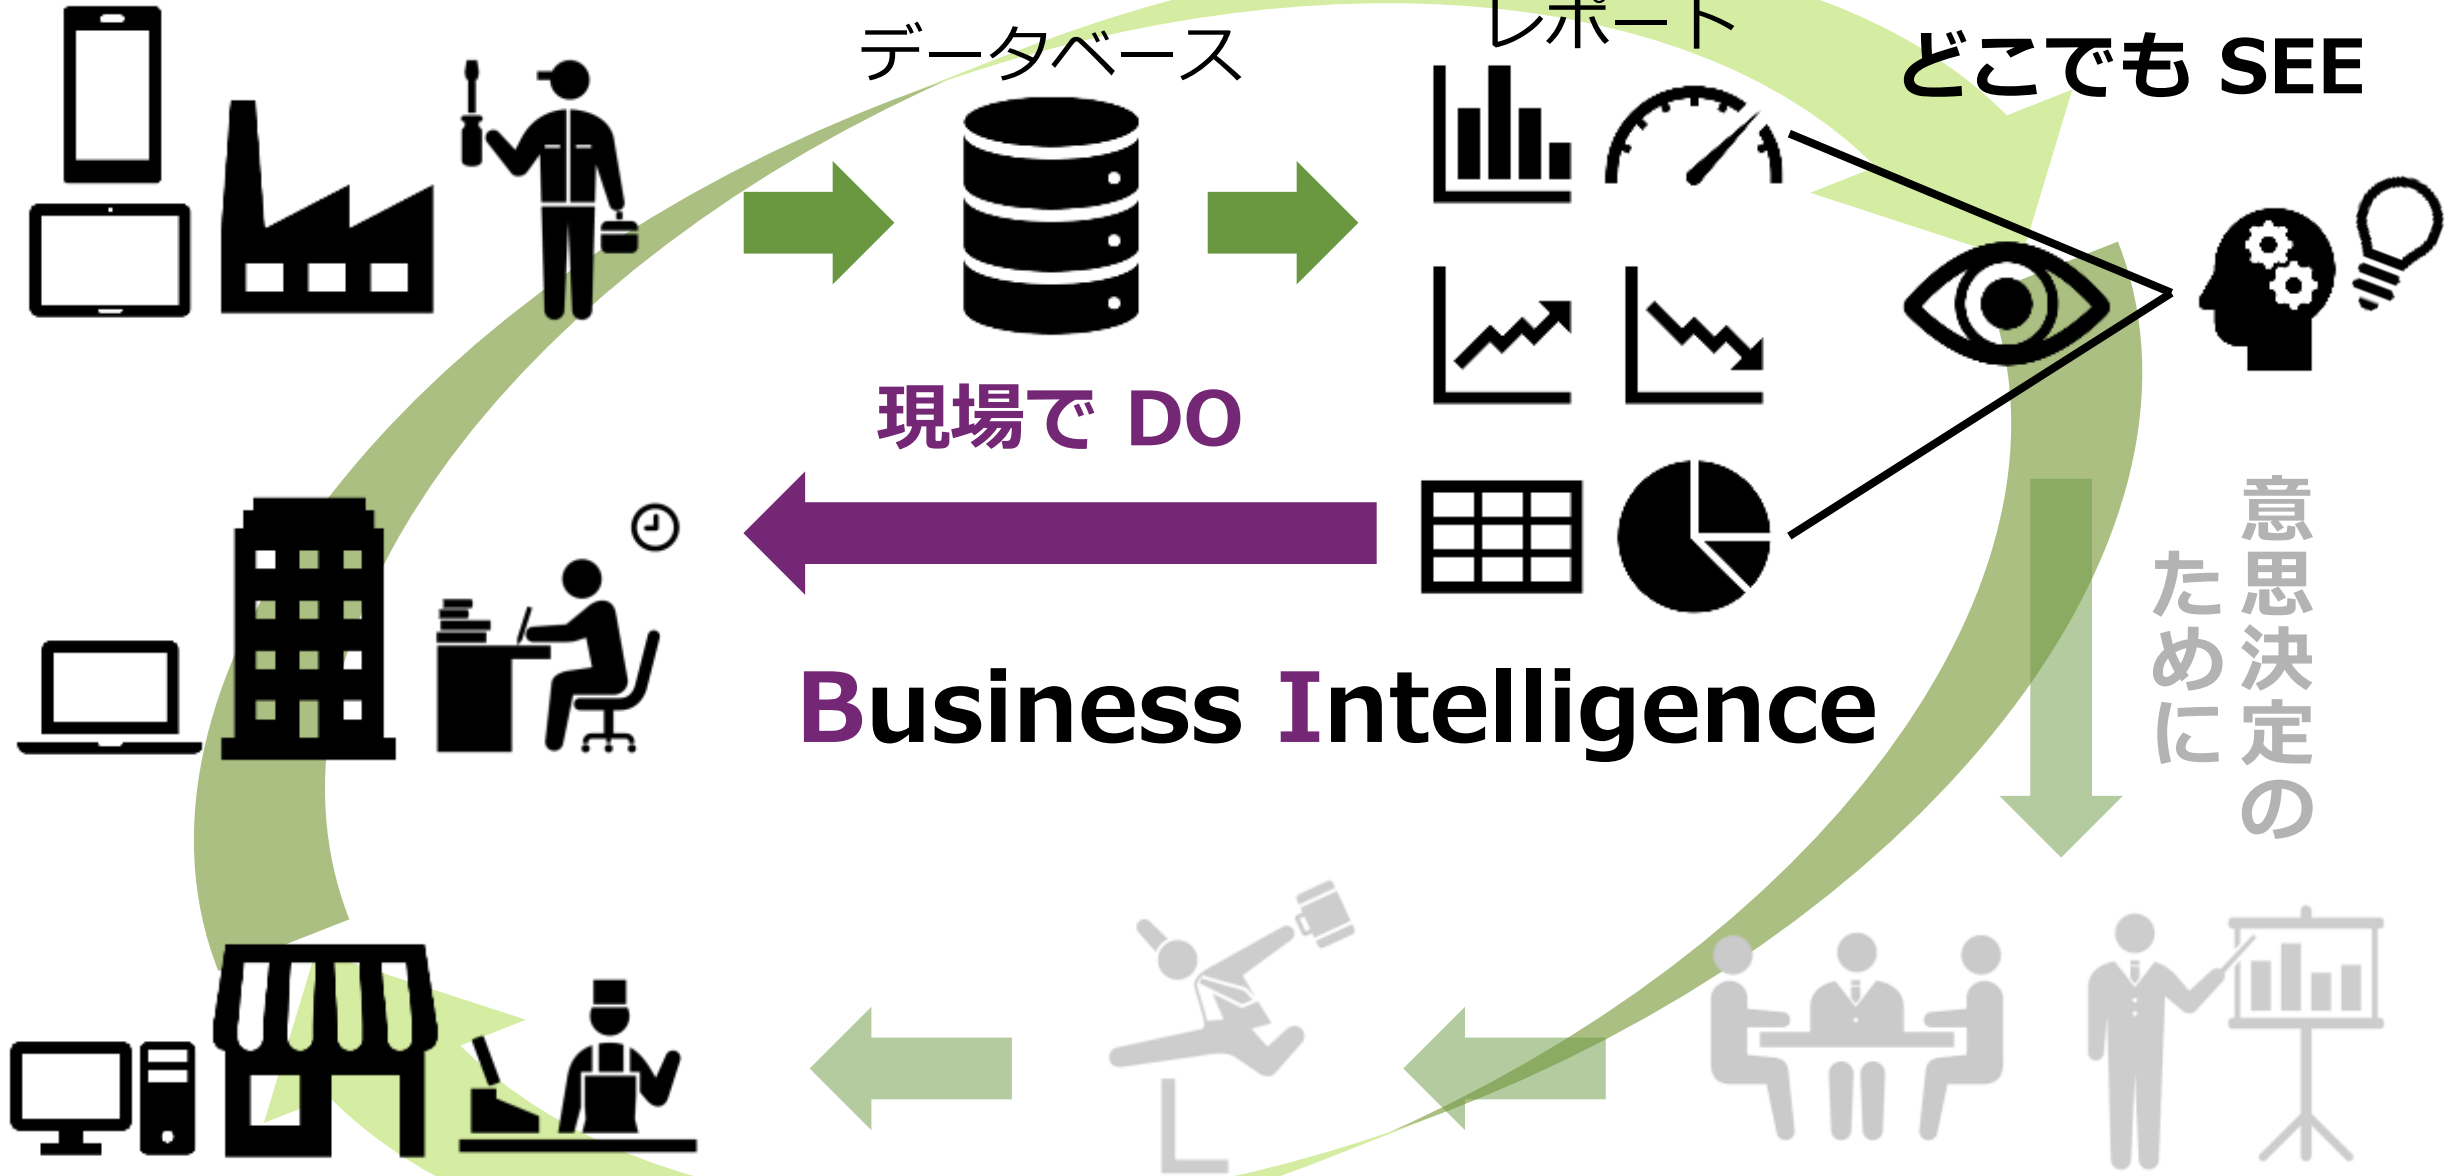 データベース
レポート
どこでも SEE
現場で DO
Business Intelligence
意思決定の
ために